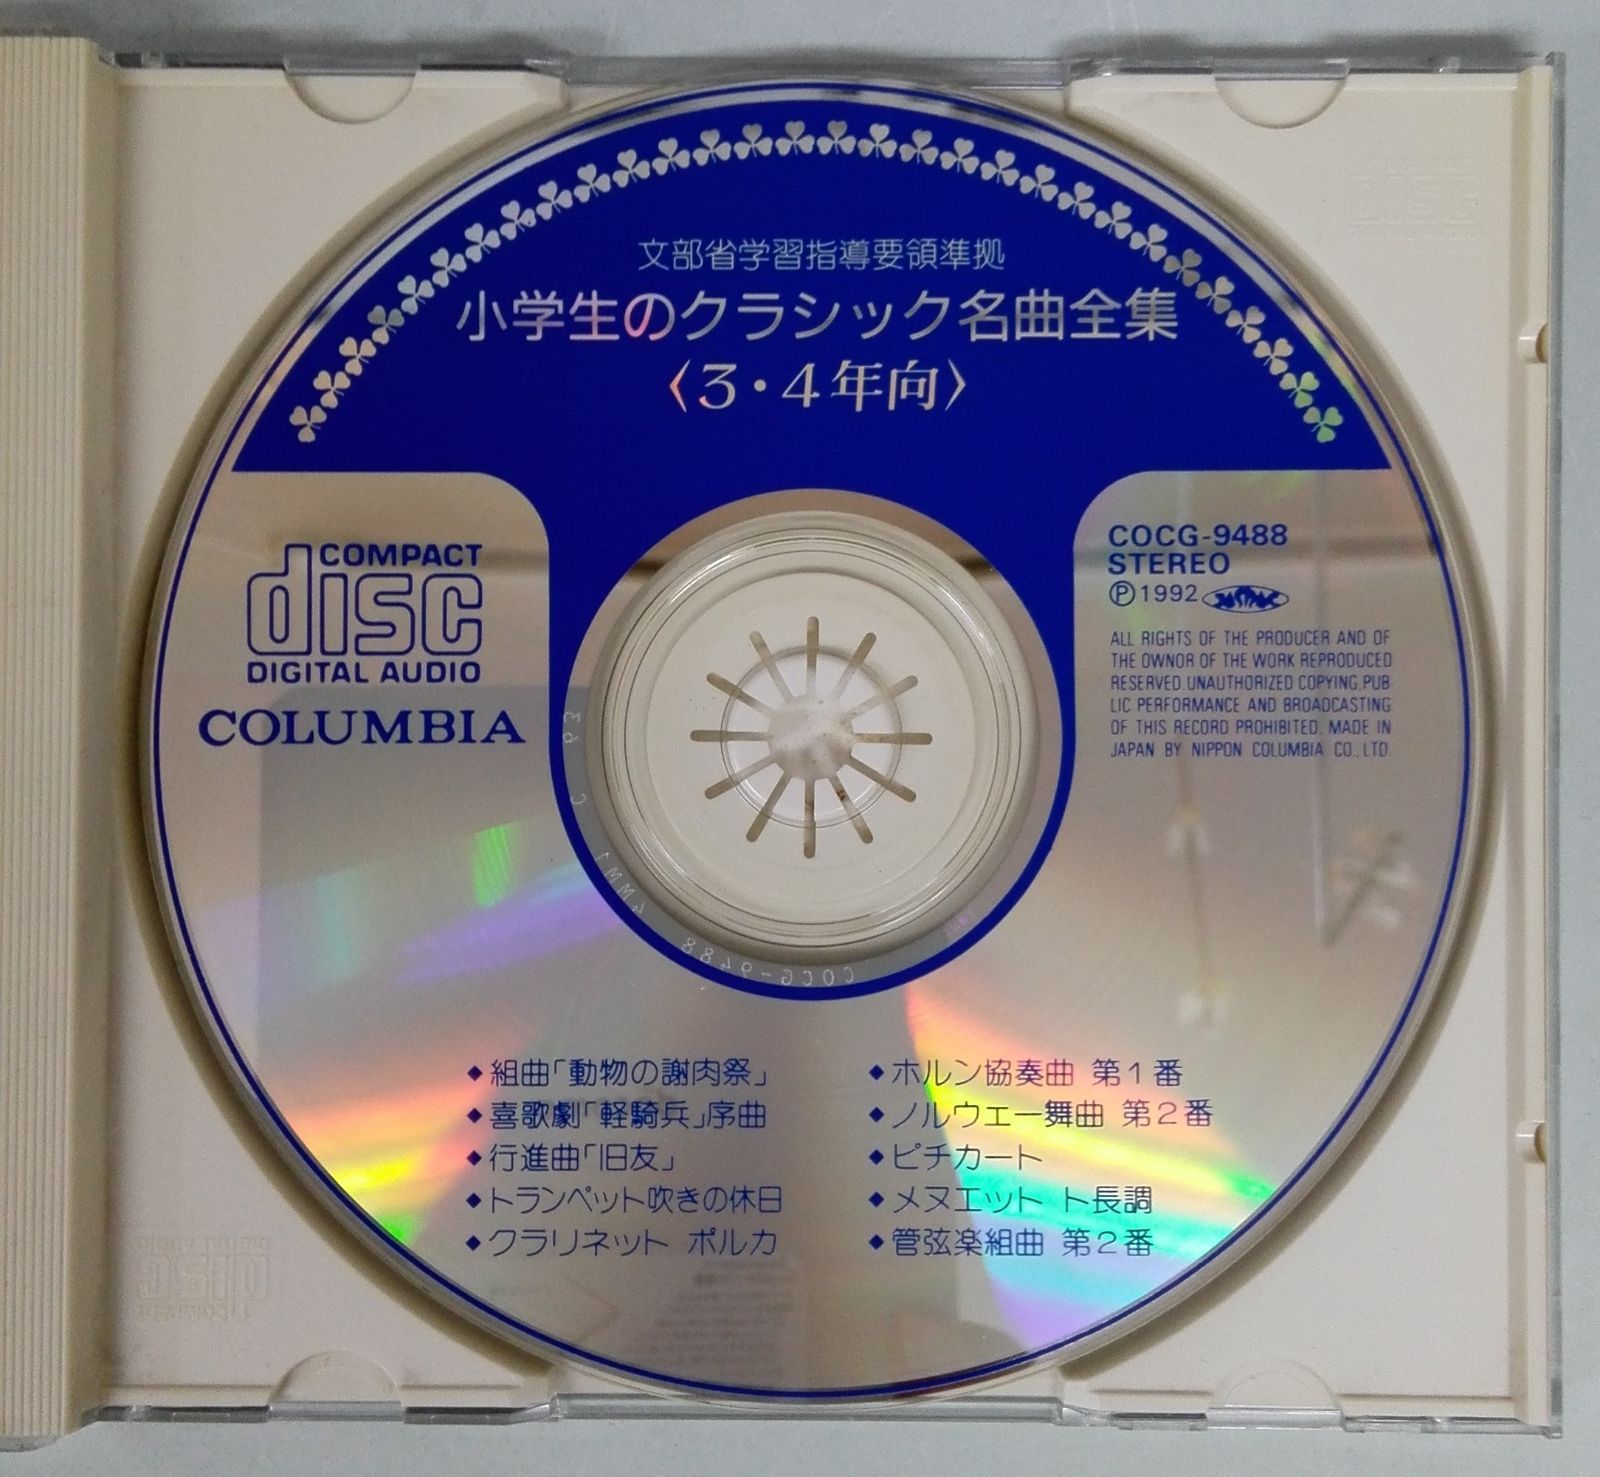 文部省学習指導要領準拠
小学生のクラシック名曲全集
〈3・4年向〉
COMPACT
disc
DIGITAL AUDIO
COLUMBIA
COCG-9488
STEREO
Ⓟ1992
ALL RIGHTS OF THE PRODUCER AND OF
THE OWNOR OF THE WORK REPRODUCED
RESERVED. UNAUTHORIZED COPYING, PUB
LIC PERFORMANCE AND BROADCASTING
OF THIS RECORD PROHIBITED. MADE IN
JAPAN BY NIPPON COLUMBIA CO., LTD.
COCG-9488
◆組曲「動物の謝肉祭」
◆喜歌劇「軽騎兵」序曲
◆行進曲「旧友」
◆トランペット吹きの休日
◆クラリネット ポルカ
◆ホルン協奏曲 第1番
◆ノルウェー舞曲 第2番
◆ピチカート
◆メヌエット ト長調
◆管弦楽組曲 第2番